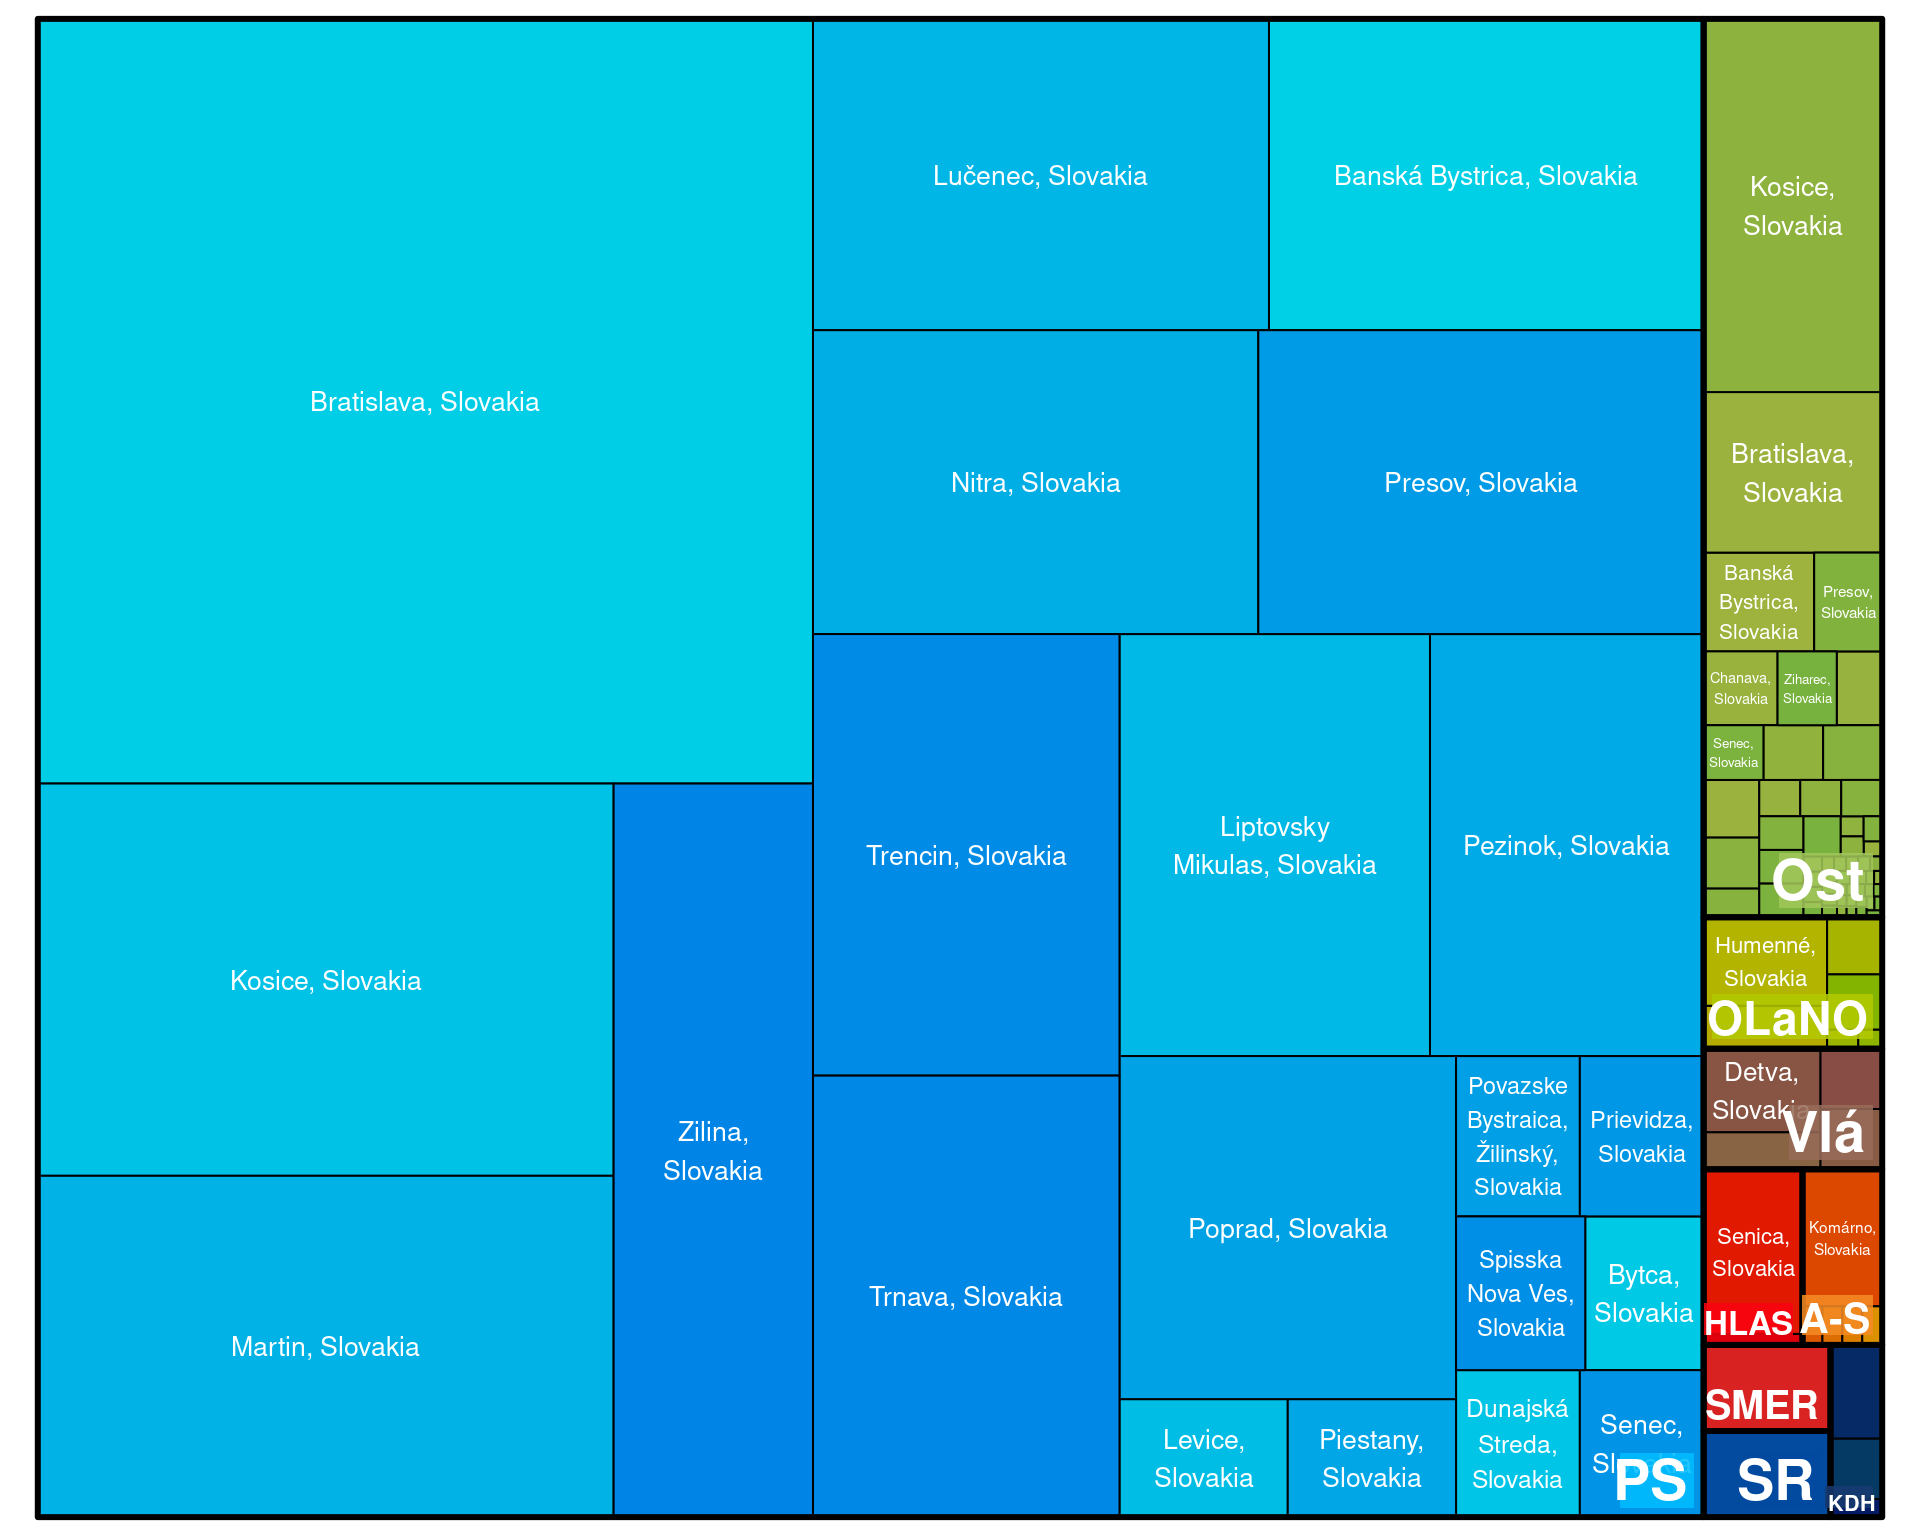 Bratislava, Slovakia
Lučenec, Slovakia
Banská Bystrica, Slovakia
Nitra, Slovakia
Presov, Slovakia
Kosice, Slovakia
Martin, Slovakia
Zilina,
Slovakia
Trencin, Slovakia
Trnava, Slovakia
Liptovsky
Mikulas, Slovakia
Pezinok, Slovakia
Poprad, Slovakia
Levice,
Slovakia
Piestany,
Slovakia
Povazske
Bystraica,
Žilinský,
Slovakia
Prievidza,
Slovakia
Spisska
Nova Ves,
Slovakia
Bytca,
Slovakia
Dunajská
Streda,
Slovakia
Senec,
PS
Kosice,
Slovakia
Bratislava,
Slovakia
Banská
Bystrica,
Slovakia
Presov,
Slovakia
Chanava,
Slovakia
Ziharec,
Slovakia
Senec,
Slovakia
Ost
Humenné,
Slovakia
OLaNO
Detva,
Slovakia
Vlá
Senica,
Slovakia
HLAS
Komárno,
Slovakia
A-S
SMER
SR
KDH